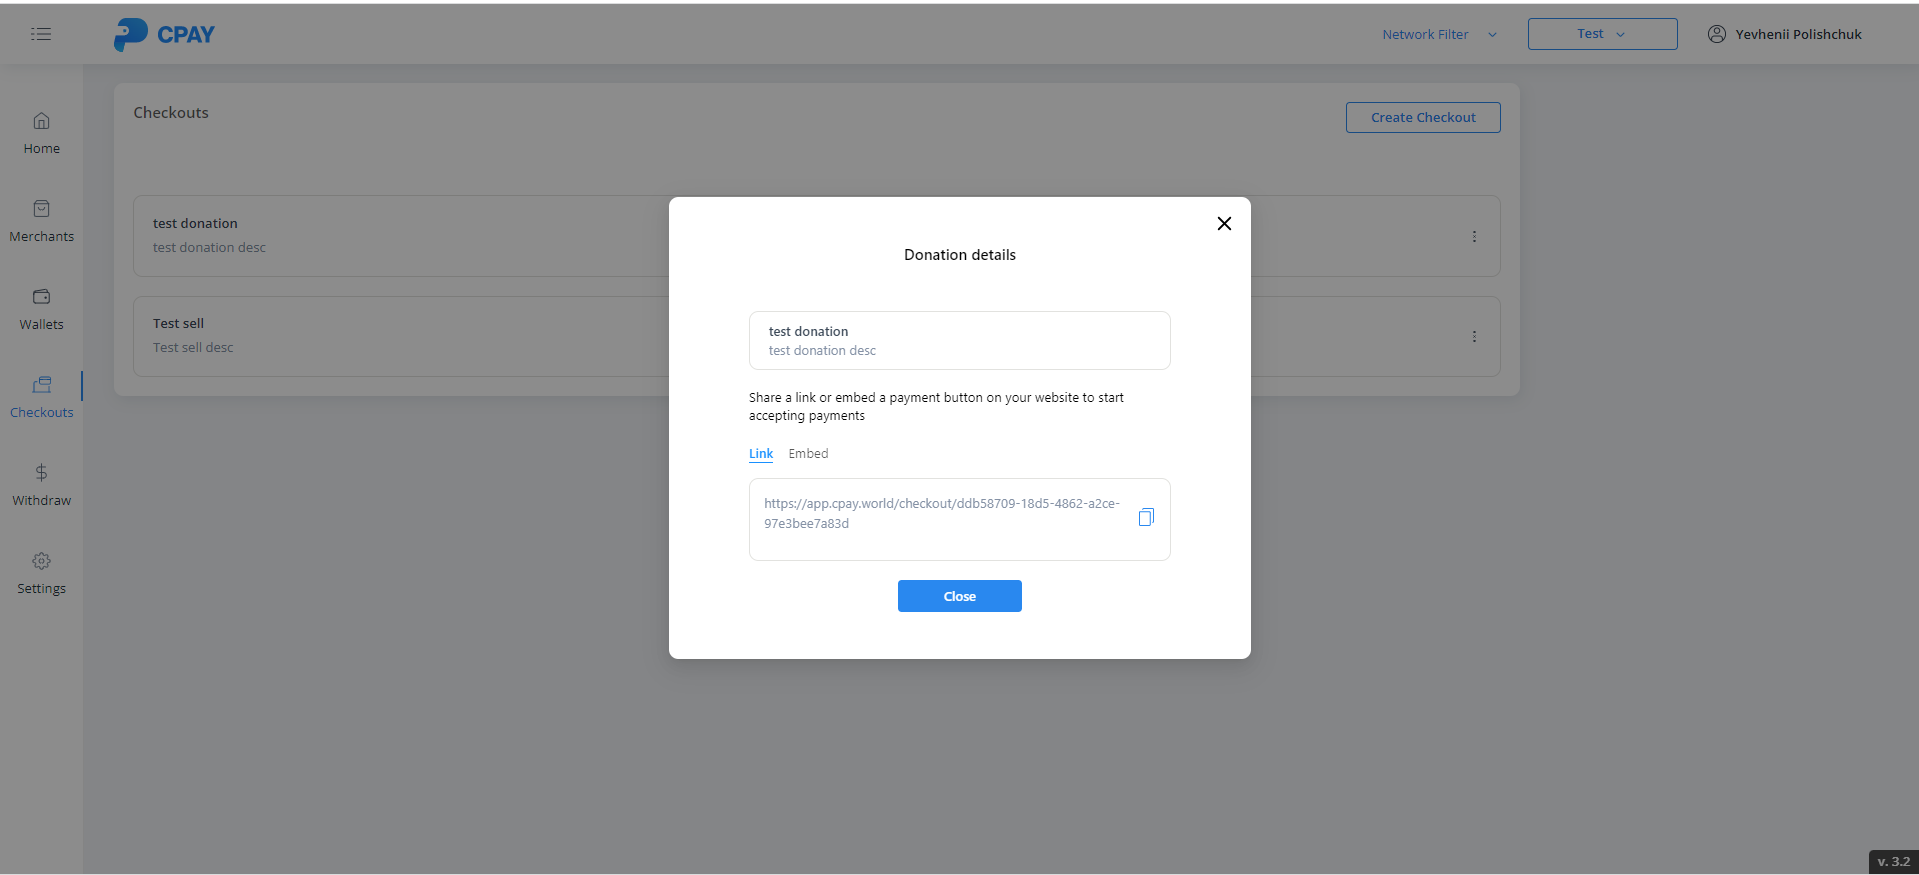 CPAY
Network Filter
Test
Yevhenii Polishchuk
Home
Merchants
Wallets
Checkouts
Withdraw
Settings
Checkouts
Create Checkout
test donation
test donation desc
Test sell
Test sell desc
Donation details
test donation
test donation desc
Share a link or embed a payment button on your website to start
accepting payments
Link Embed
https://app.cpay.world/checkout/ddb58709-18d5-4862-a2ce-
97e3bee7a83d
Close
v. 3.2